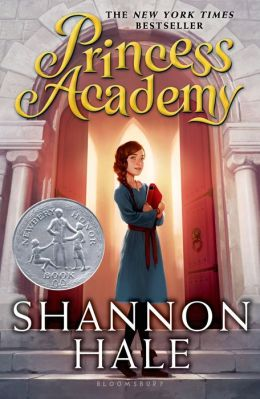 THE NEW YORK TIMES
BESTSELLER
Princess
Academy
NEWBERY HONOR
BOOK
SHANNON
HALE
BLOOMSBURY